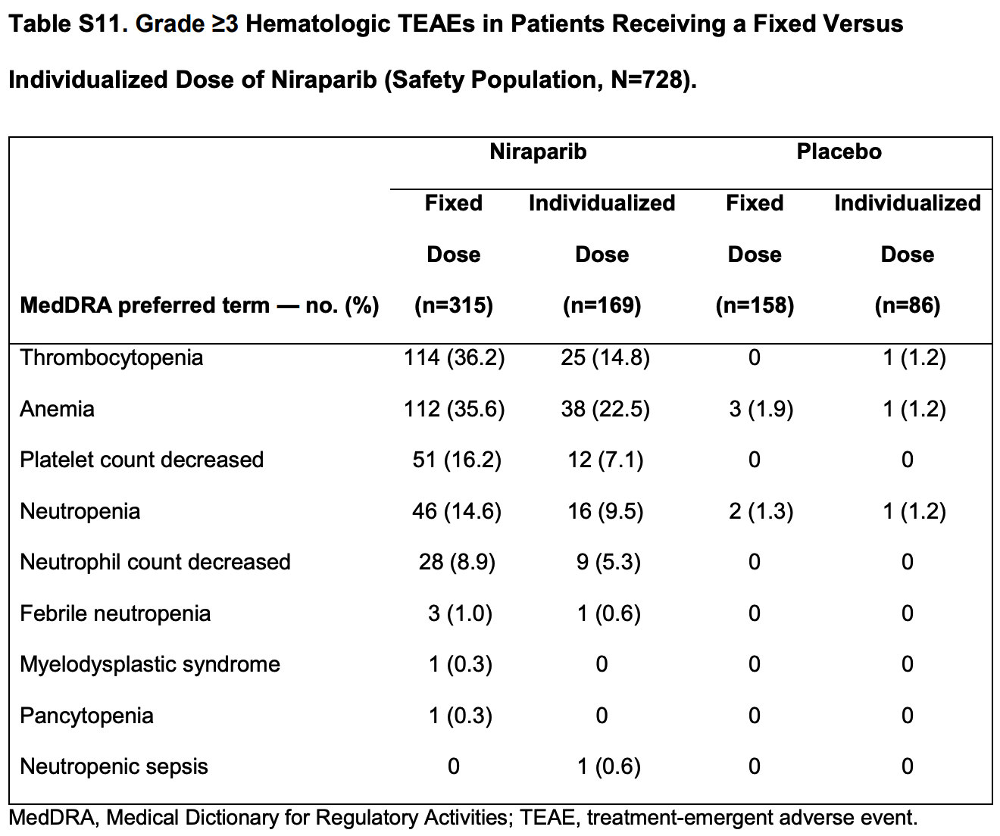 Table S11. Grade ≥3 Hematologic TEAEs in Patients Receiving a Fixed Versus
Individualized Dose of Niraparib (Safety Population, N=728).
Niraparib Placebo
Fixed Individualized Fixed Individualized
Dose Dose Dose Dose
MedDRA preferred term — no. (%) (n=315) (n=169) (n=158) (n=86)
Thrombocytopenia 114 (36.2) 25 (14.8) 0 1 (1.2)
Anemia 112 (35.6) 38 (22.5) 3 (1.9) 1 (1.2)
Platelet count decreased 51 (16.2) 12 (7.1) 0 0
Neutropenia 46 (14.6) 16 (9.5) 2 (1.3) 1 (1.2)
Neutrophil count decreased 28 (8.9) 9 (5.3) 0 0
Febrile neutropenia 3 (1.0) 1 (0.6) 0 0
Myelodysplastic syndrome 1 (0.3) 0 0 0
Pancytopenia 1 (0.3) 0 0 0
Neutropenic sepsis 0 1 (0.6) 0 0
MedDRA, Medical Dictionary for Regulatory Activities; TEAE, treatment-emergent adverse event.